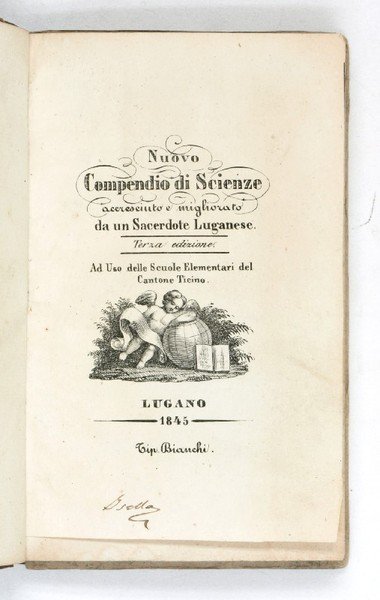 Nuovo
Compendio di Scienze
accresciuto e migliorato
da un Sacerdote Luganese.
Terza edizione.
Ad Uso delle Scuole Elementari del
Cantone Ticino.
LUGANO
1845
Tip. Bianchi.